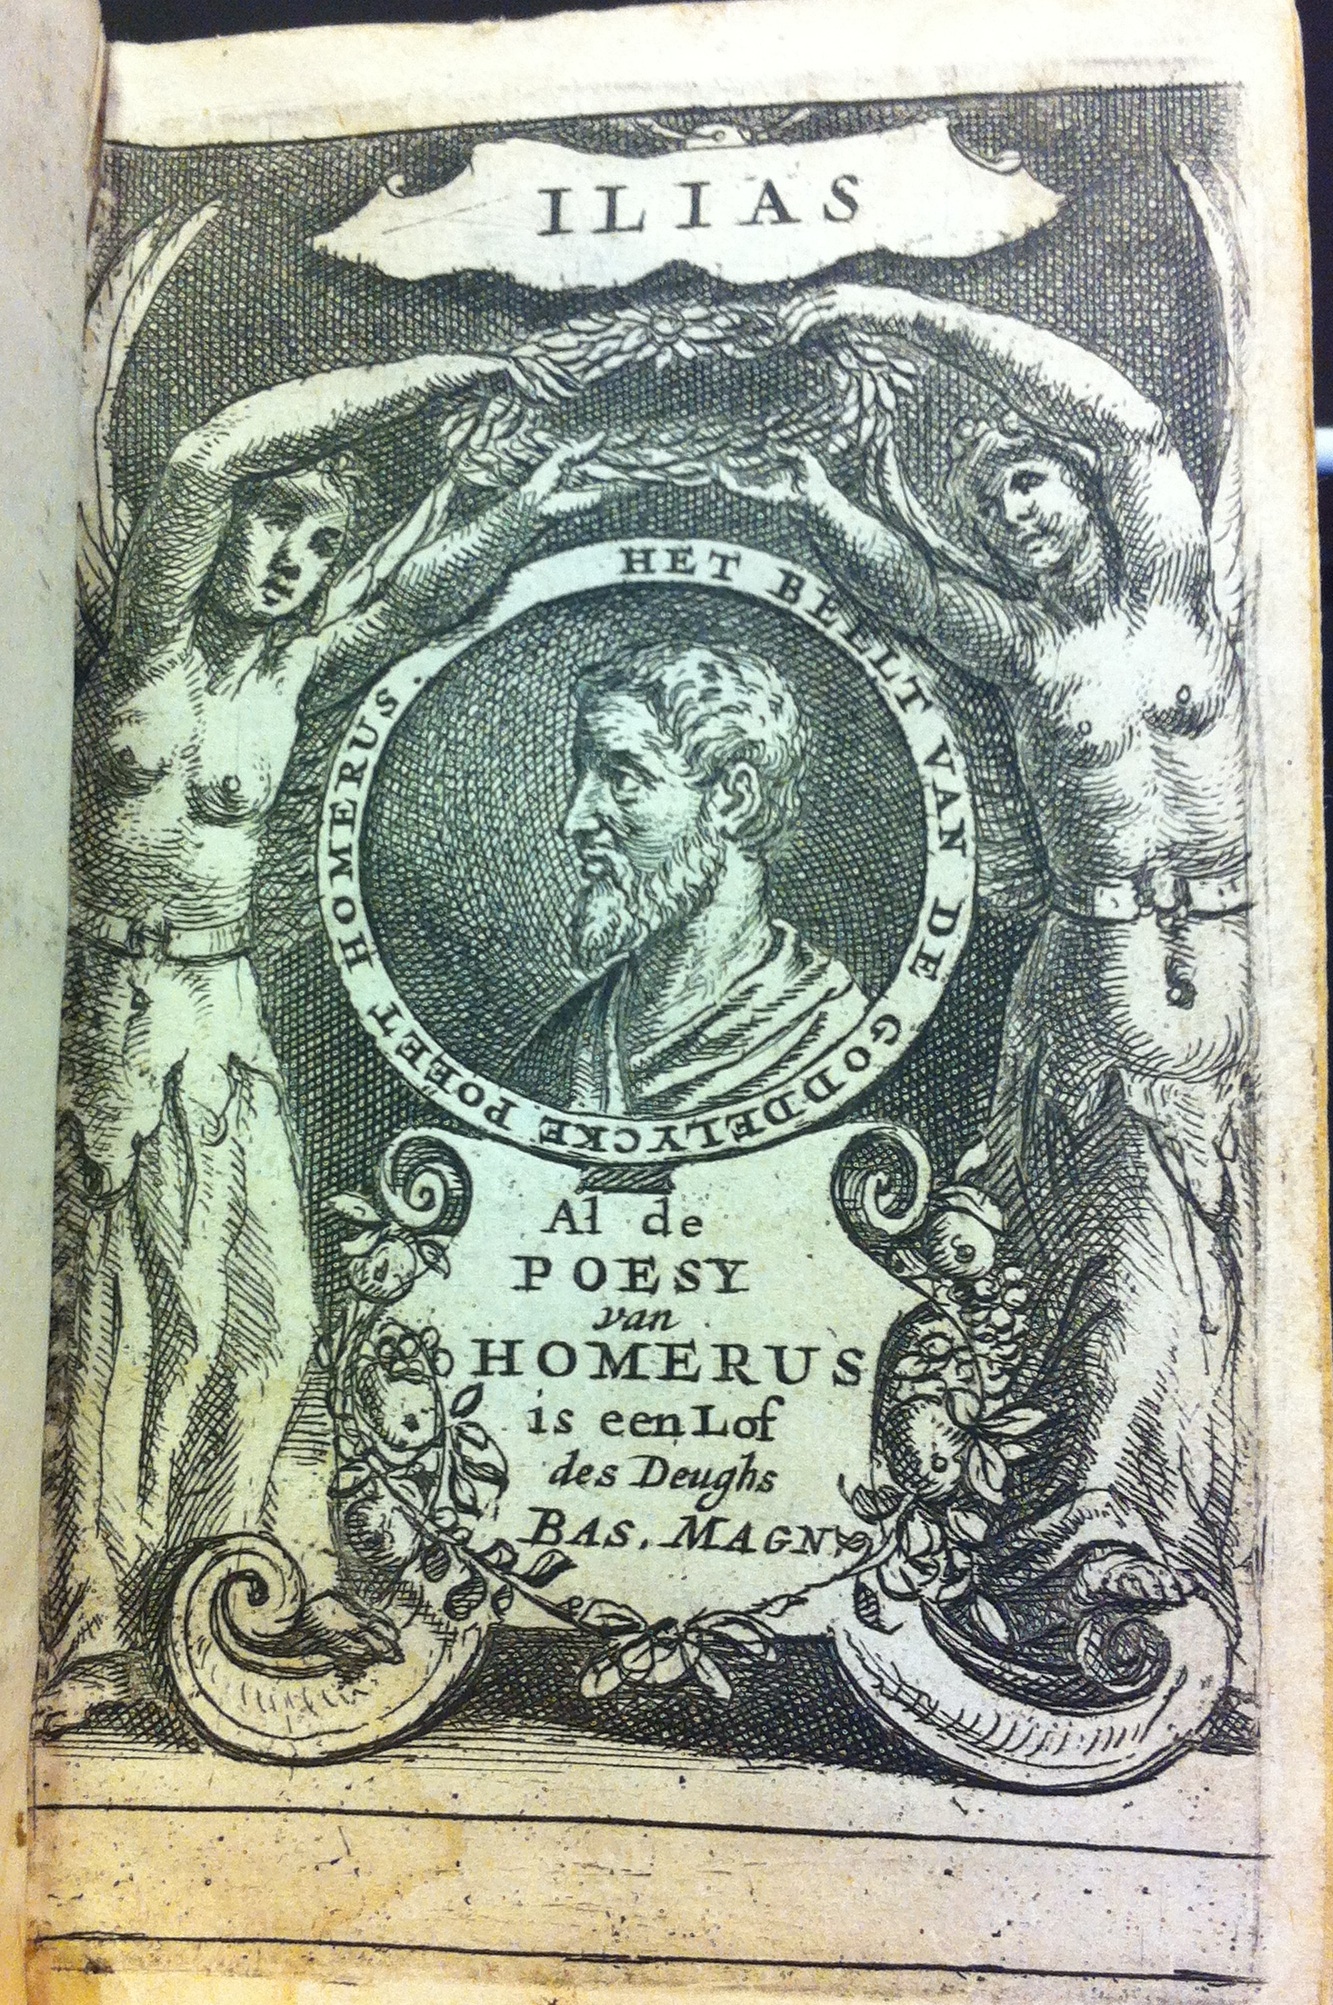 ILIAS
HET BEELT VAN DE GODDELYCKE POËET HOMERUS.
Al de
POESY
van
HOMERUS
is een Lof
des Deughs
BAS. MAGN